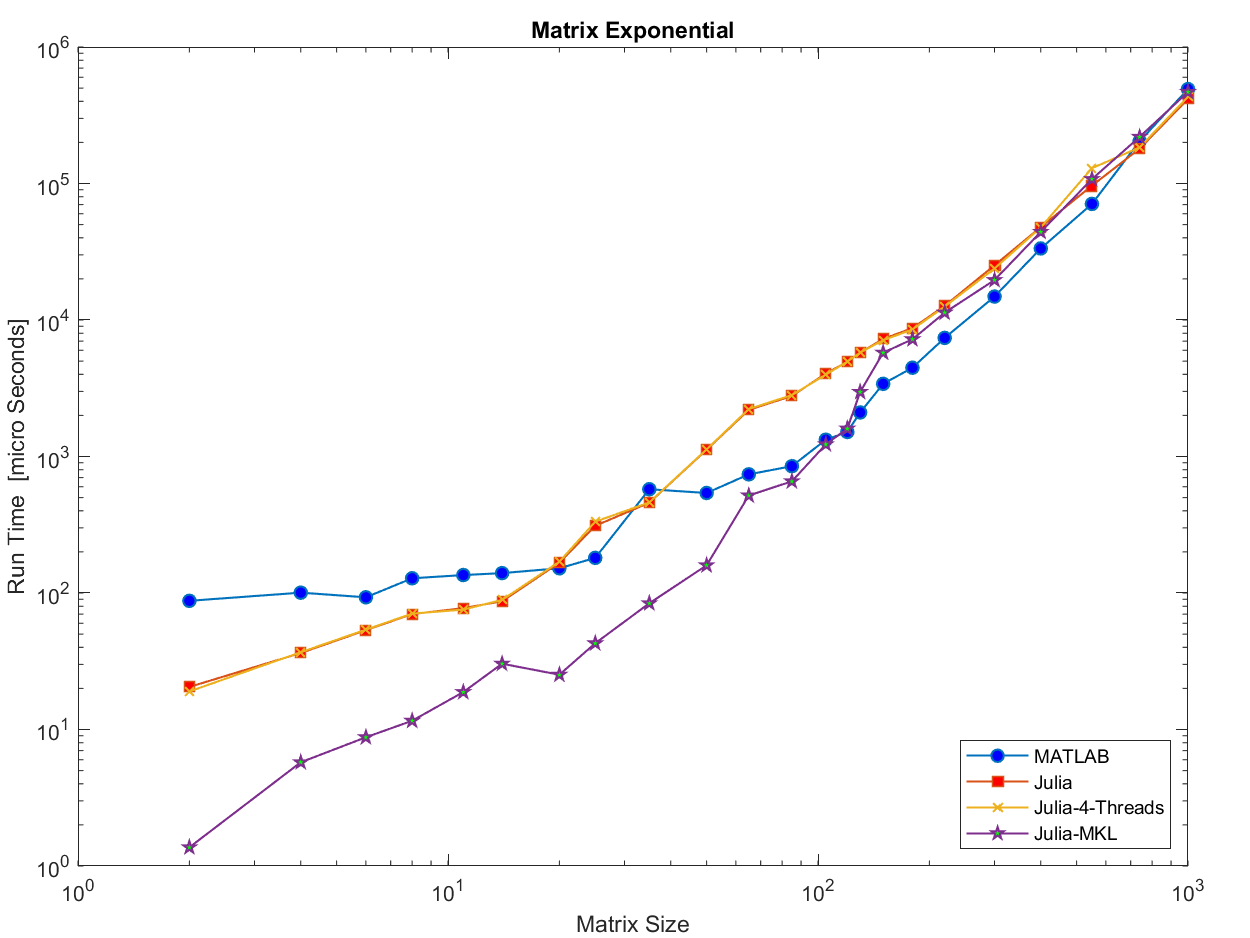 Matrix Exponential
10^6
10^5
10^4
10^3
10^2
10^1
10^0
Run Time [micro Seconds]
MATLAB
Julia
Julia-4-Threads
Julia-MKL
10^0 10^1 10^2 10^3
Matrix Size